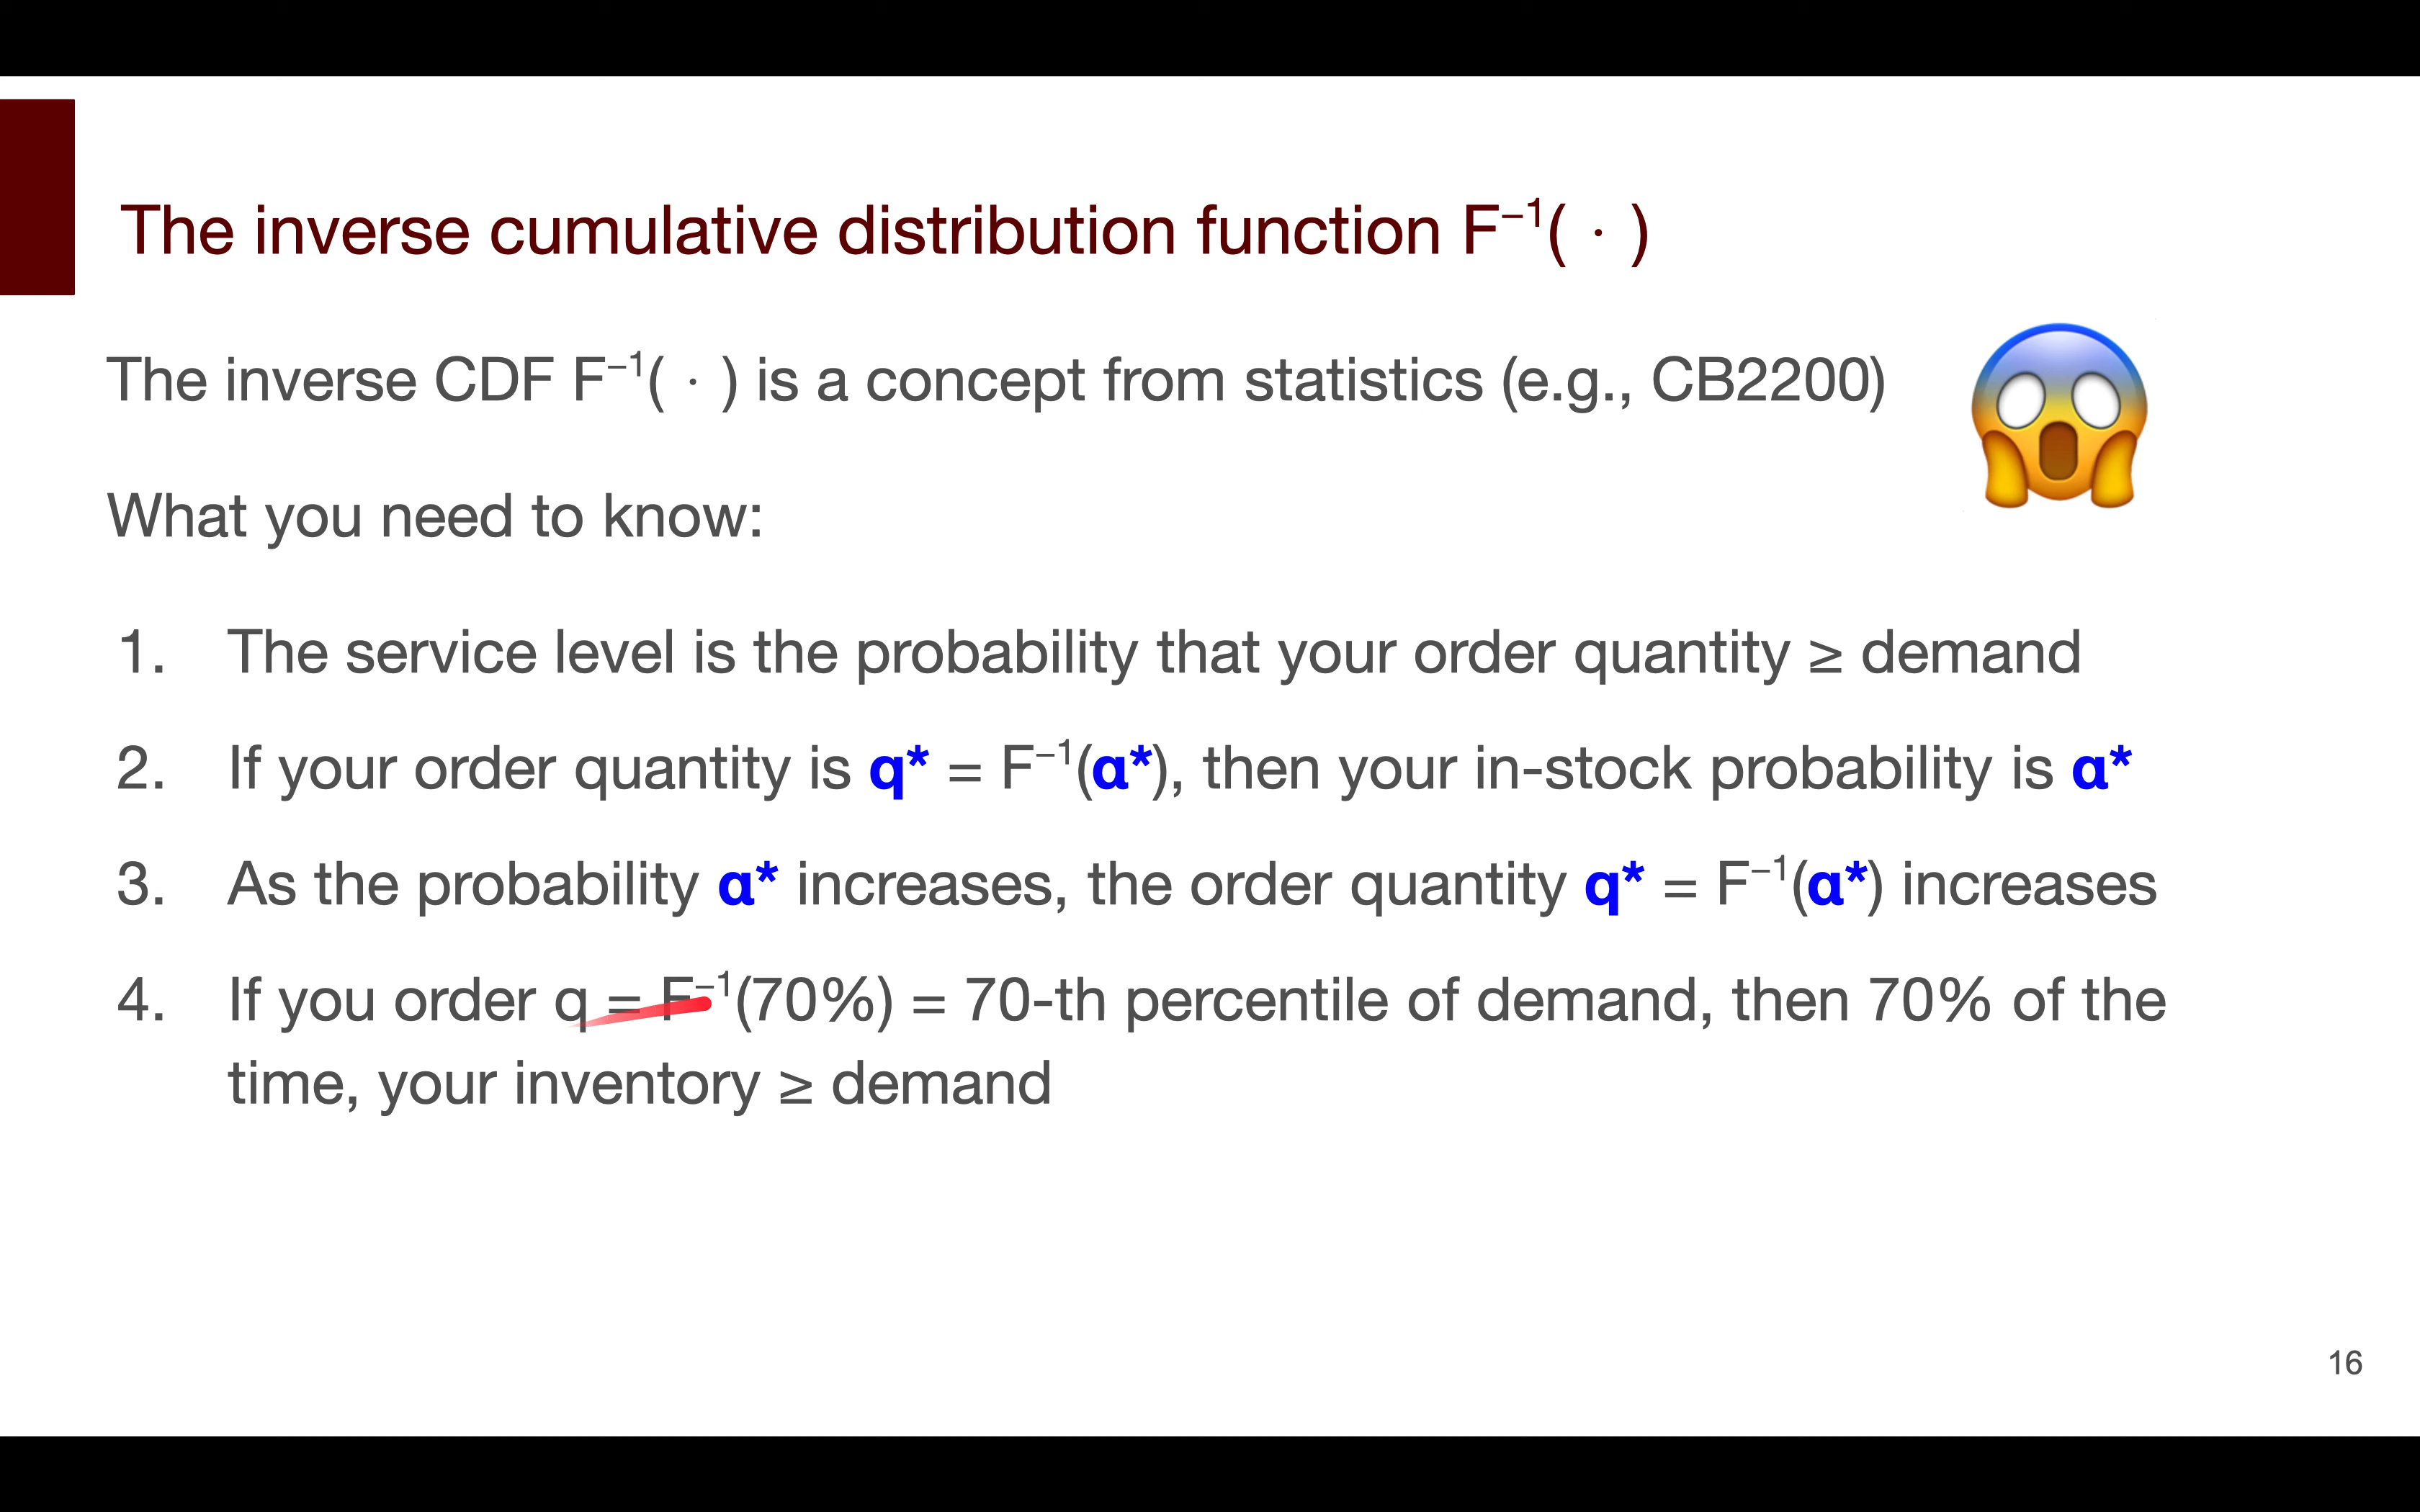 The inverse cumulative distribution function F⁻¹( · )
The inverse CDF F⁻¹( · ) is a concept from statistics (e.g., CB2200)
What you need to know:
1. The service level is the probability that your order quantity ≥ demand
2. If your order quantity is q* = F⁻¹(α*), then your in-stock probability is α*
3. As the probability α* increases, the order quantity q* = F⁻¹(α*) increases
4. If you order q = F⁻¹(70%) = 70-th percentile of demand, then 70% of the
time, your inventory ≥ demand
16